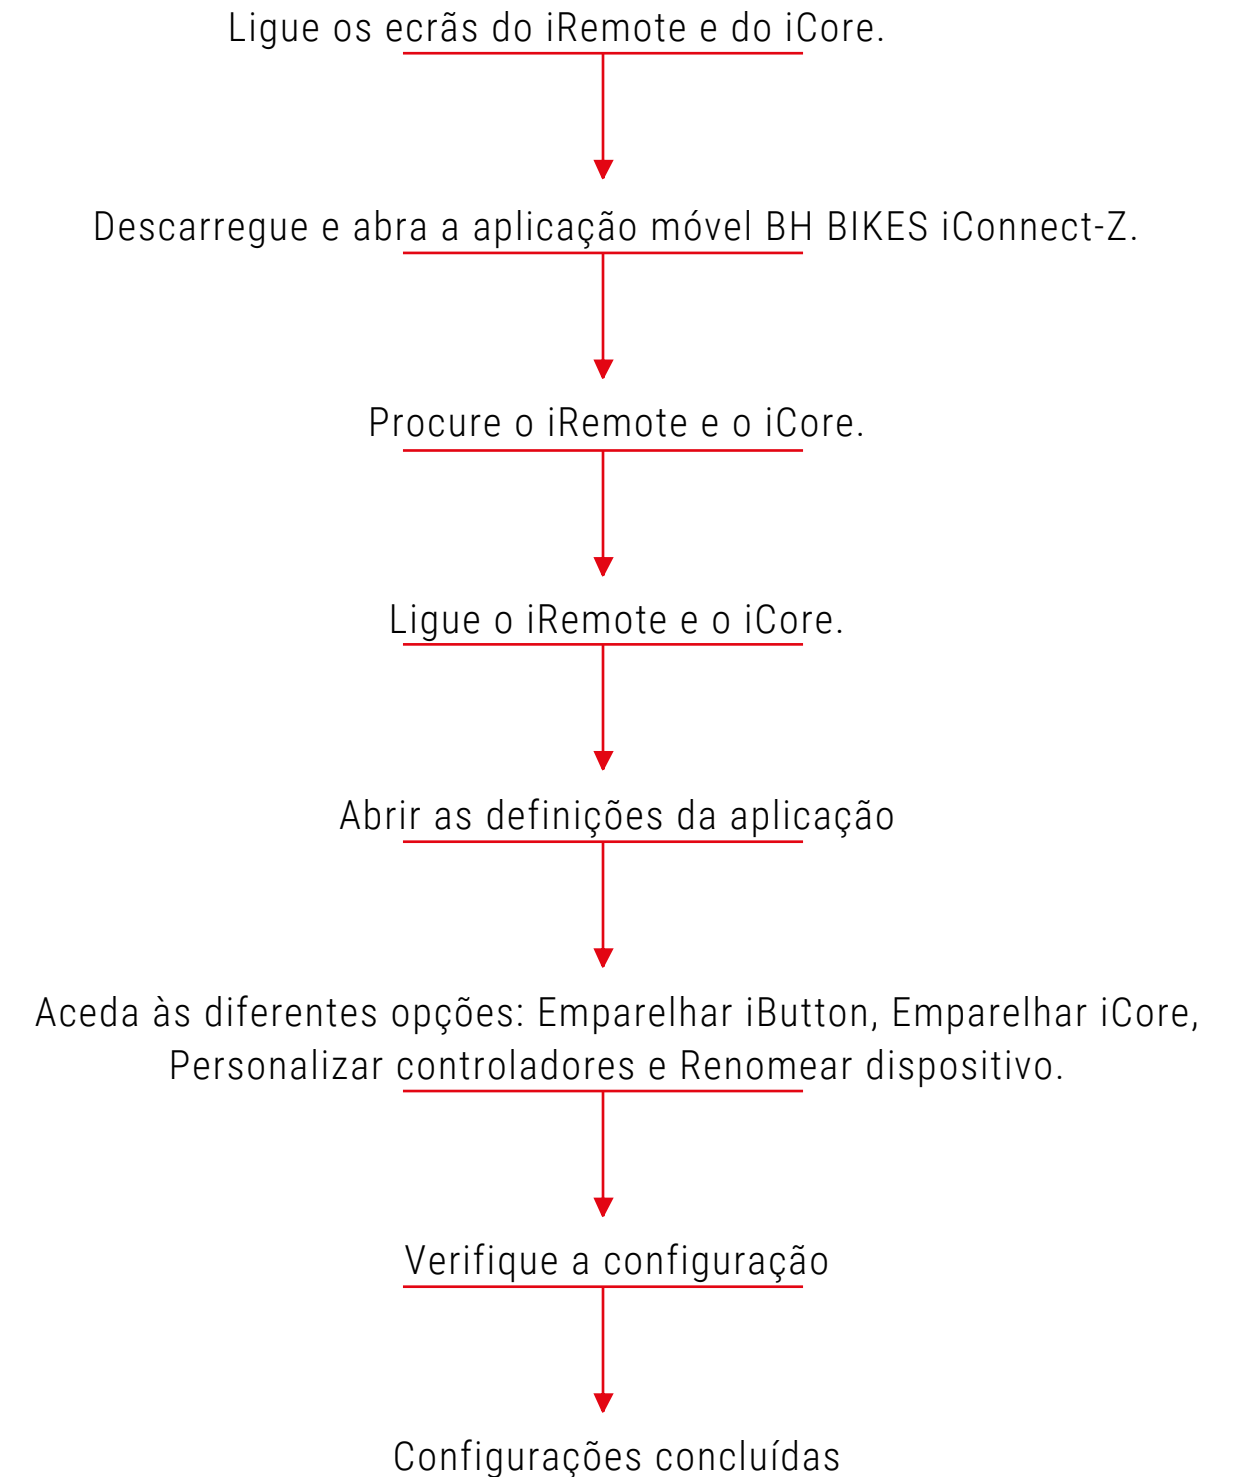 Ligue os ecrãs do iRemote e do iCore.
Descarregue e abra a aplicação móvel BH BIKES iConnect-Z.
Procure o iRemote e o iCore.
Ligue o iRemote e o iCore.
Abrir as definições da aplicação
Aceda às diferentes opções: Emparelhar iButton, Emparelhar iCore,
Personalizar controladores e Renomear dispositivo.
Verifique a configuração
Configurações concluídas